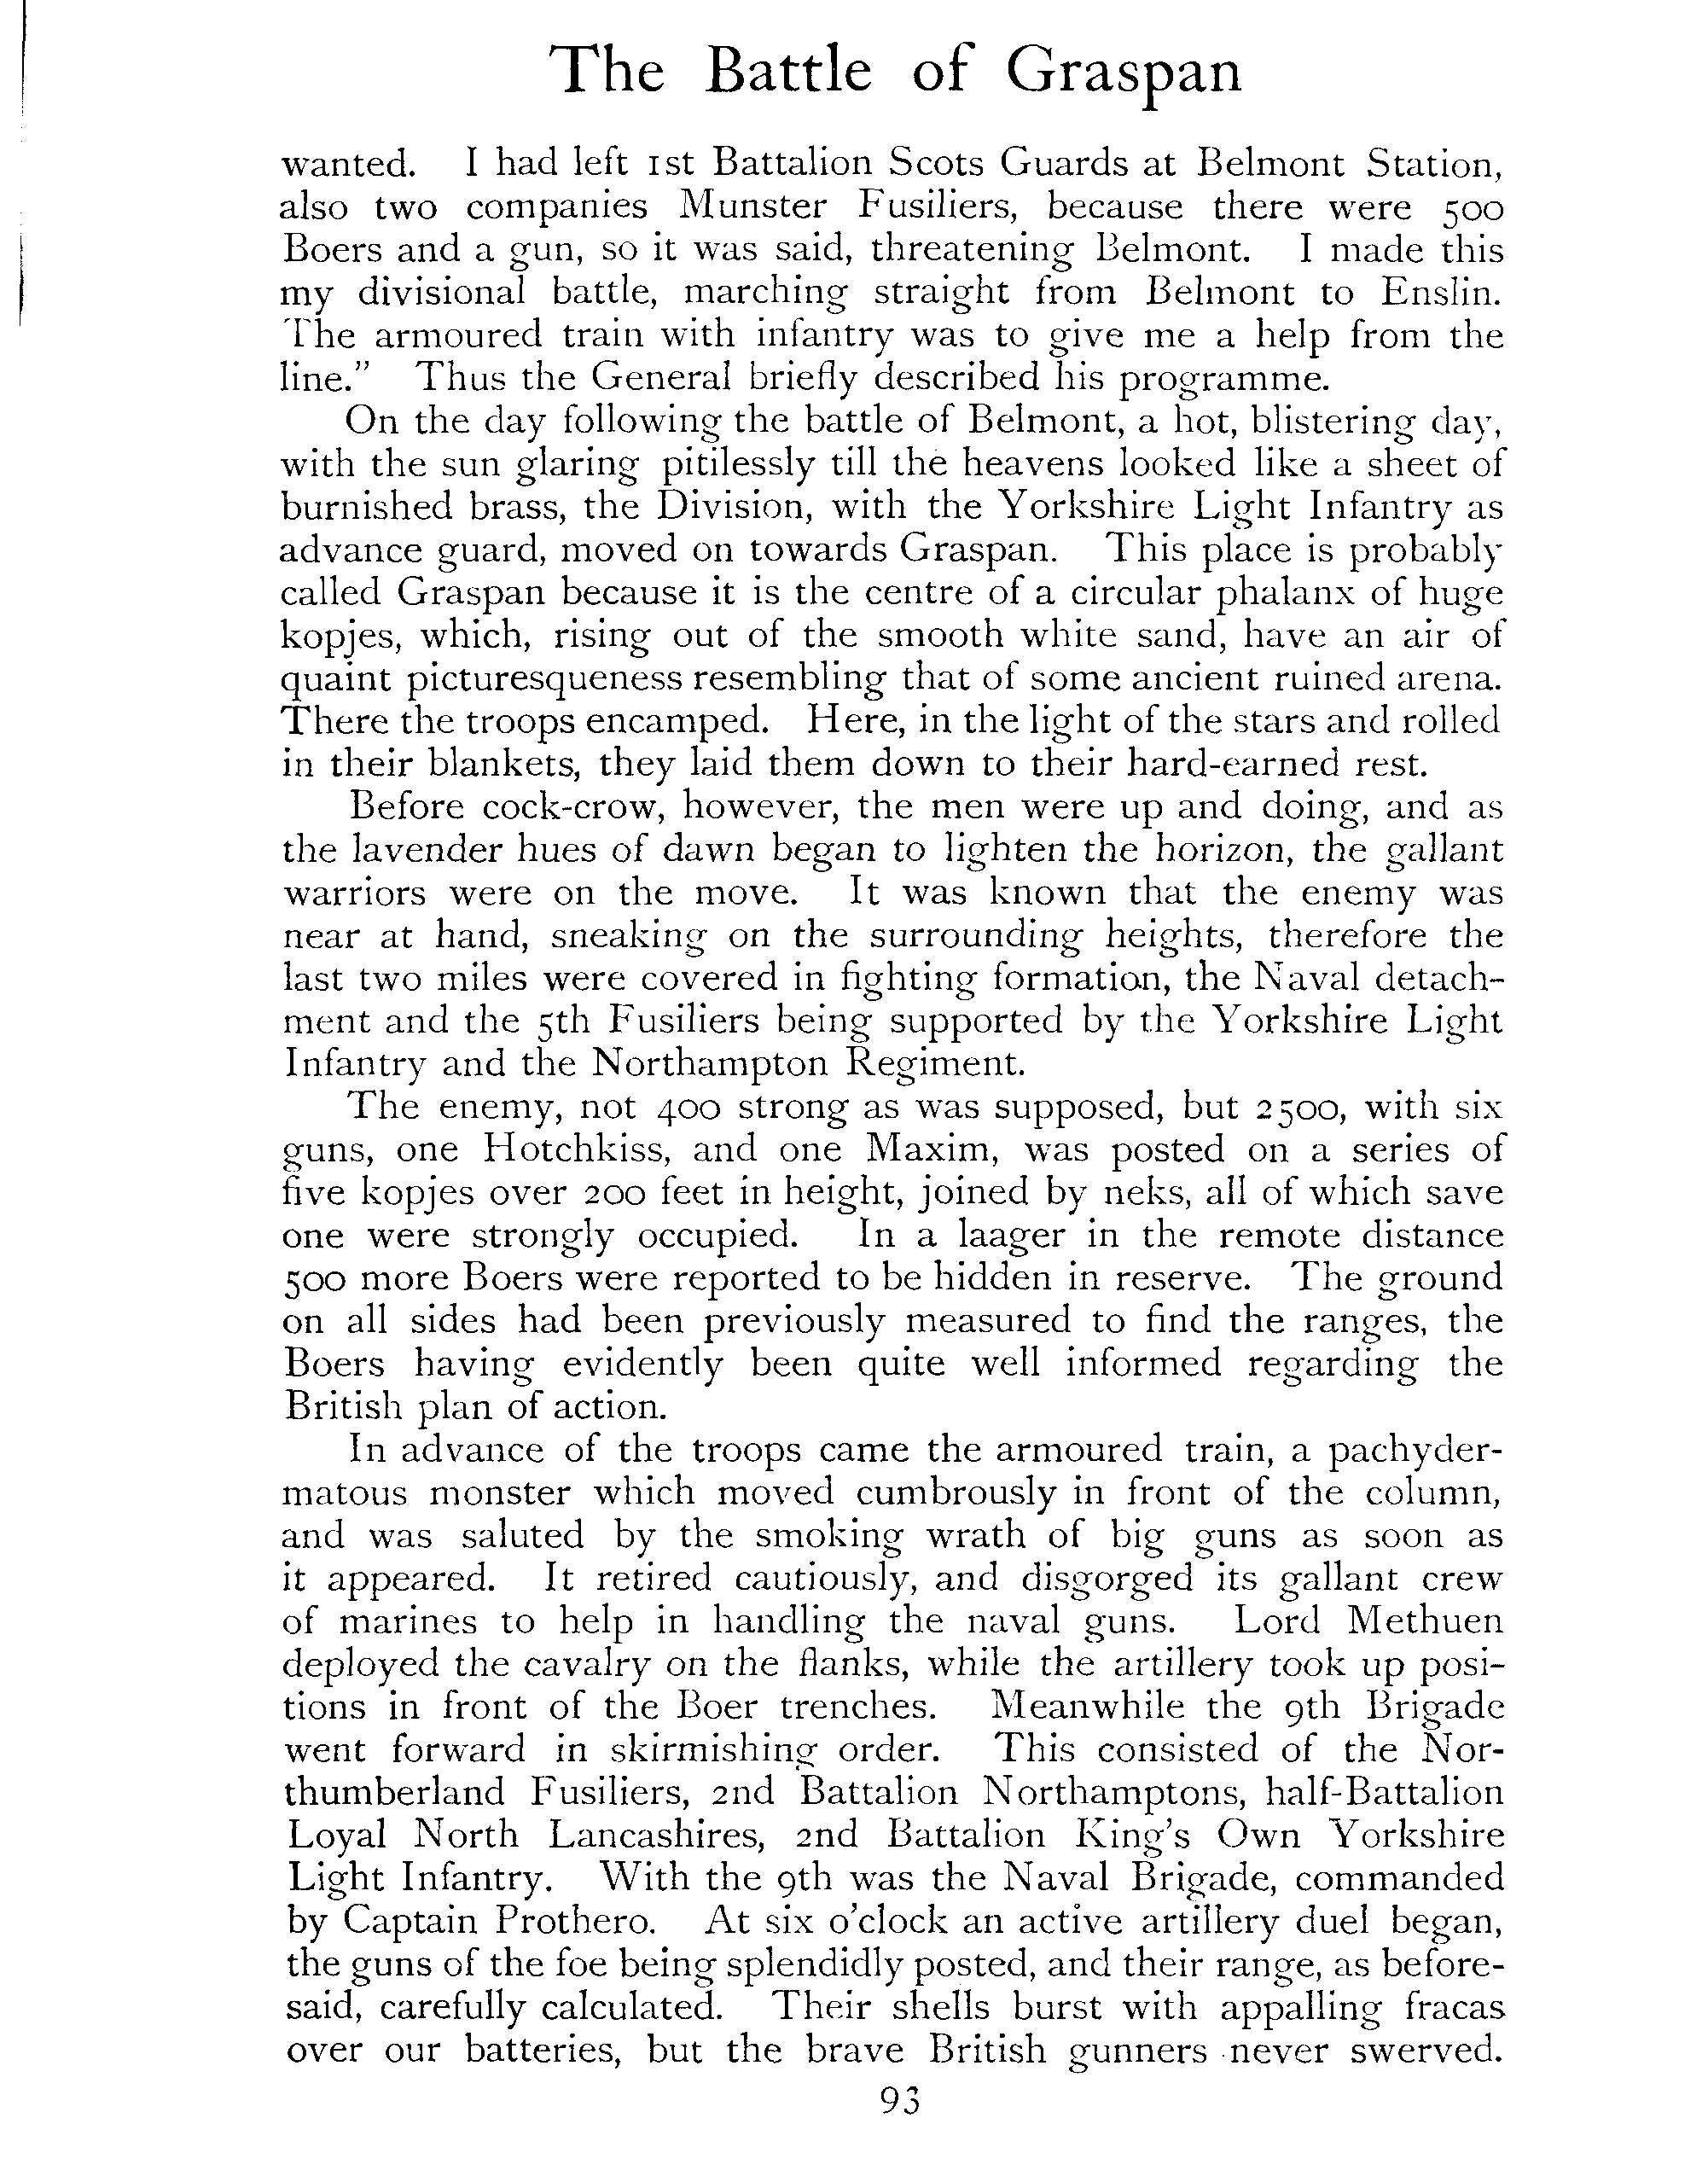 The Battle of Graspan
wanted. I had left 1st Battalion Scots Guards at Belmont Station,
also two companies Munster Fusiliers, because there were 500
Boers and a gun, so it was said, threatening Belmont. I made this
my divisional battle, marching straight from Belmont to Enslin.
The armoured train with infantry was to give me a help from the
line." Thus the General briefly described his programme.
On the day following the battle of Belmont, a hot, blistering day,
with the sun glaring pitilessly till the heavens looked like a sheet of
burnished brass, the Division, with the Yorkshire Light Infantry as
advance guard, moved on towards Graspan. This place is probably
called Graspan because it is the centre of a circular phalanx of huge
kopjes, which, rising out of the smooth white sand, have an air of
quaint picturesqueness resembling that of some ancient ruined arena.
There the troops encamped. Here, in the light of the stars and rolled
in their blankets, they laid them down to their hard-earned rest.
Before cock-crow, however, the men were up and doing, and as
the lavender hues of dawn began to lighten the horizon, the gallant
warriors were on the move. It was known that the enemy was
near at hand, sneaking on the surrounding heights, therefore the
last two miles were covered in fighting formation, the Naval detach-
ment and the 5th Fusiliers being supported by the Yorkshire Light
Infantry and the Northampton Regiment.
The enemy, not 400 strong as was supposed, but 2500, with six
guns, one Hotchkiss, and one Maxim, was posted on a series of
five kopjes over 200 feet in height, joined by neks, all of which save
one were strongly occupied. In a laager in the remote distance
500 more Boers were reported to be hidden in reserve. The ground
on all sides had been previously measured to find the ranges, the
Boers having evidently been quite well informed regarding the
British plan of action.
In advance of the troops came the armoured train, a pachyder-
matous monster which moved cumbrously in front of the column,
and was saluted by the smoking wrath of big guns as soon as
it appeared. It retired cautiously, and disgorged its gallant crew
of marines to help in handling the naval guns. Lord Methuen
deployed the cavalry on the flanks, while the artillery took up posi-
tions in front of the Boer trenches. Meanwhile the 9th Brigade
went forward in skirmishing order. This consisted of the Nor-
thumberland Fusiliers, 2nd Battalion Northamptons, half-Battalion
Loyal North Lancashires, 2nd Battalion King's Own Yorkshire
Light Infantry. With the 9th was the Naval Brigade, commanded
by Captain Prothero. At six o'clock an active artillery duel began,
the guns of the foe being splendidly posted, and their range, as before-
said, carefully calculated. Their shells burst with appalling fracas
over our batteries, but the brave British gunners never swerved.
93